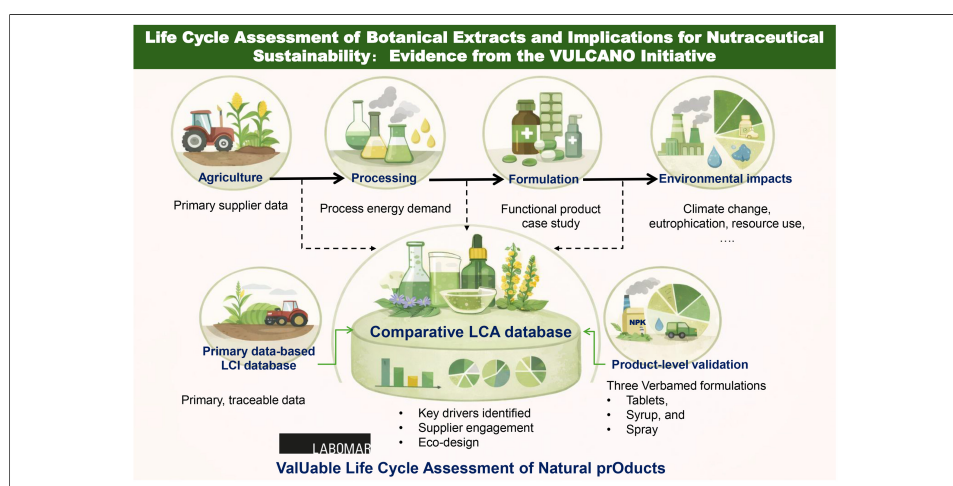 Life Cycle Assessment of Botanical Extracts and Implications for Nutraceutical
Sustainability: Evidence from the VULCANO Initiative
Agriculture
Processing
Formulation
Environmental impacts
Primary supplier data
Process energy demand
Functional product
case study
Climate change,
eutrophication, resource use,
….
Comparative LCA database
Primary data-based
LCI database
NPK
Product-level validation
Primary, traceable data
Three Verbamed formulations
• Tablets,
• Syrup, and
• Spray
• Key drivers identified
• Supplier engagement
• Eco-design
LABOMAR
ValUable Life Cycle Assessment of Natural prOducts